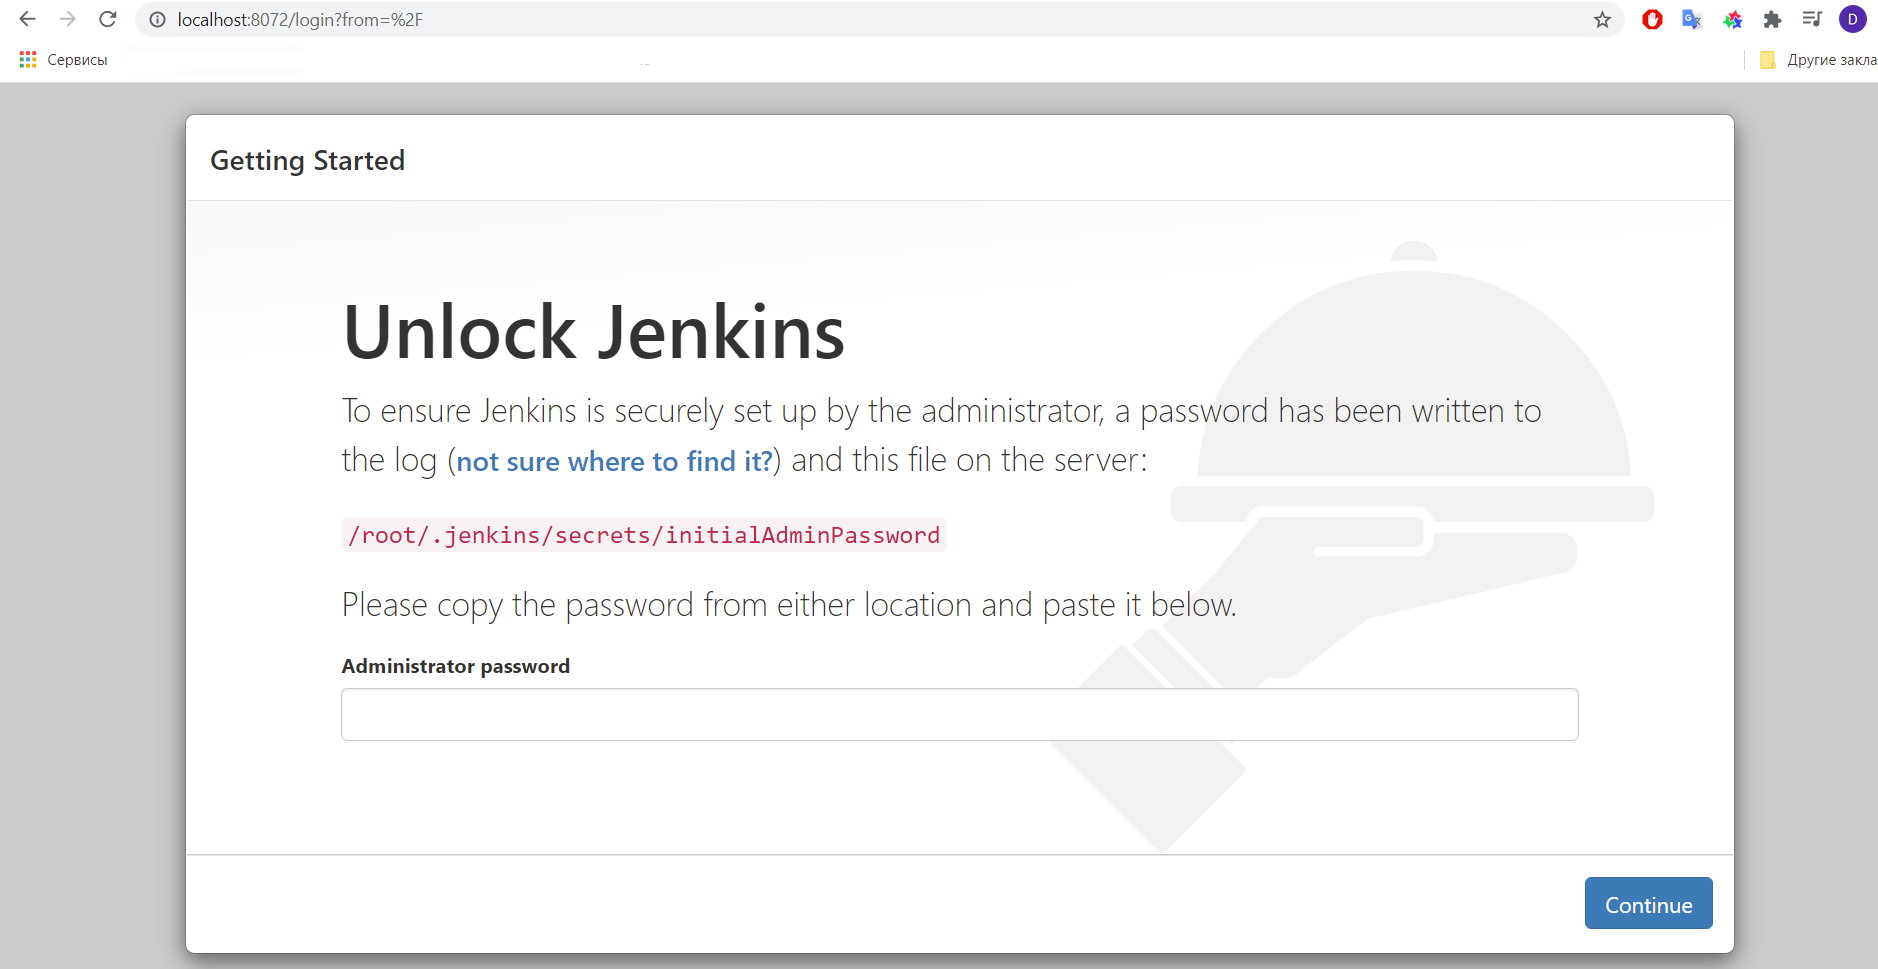 localhost:8072/login?from=%2F
D
Сервисы
Другие закла
Getting Started
Unlock Jenkins
To ensure Jenkins is securely set up by the administrator, a password has been written to
the log (not sure where to find it?) and this file on the server:
/root/.jenkins/secrets/initialAdminPassword
Please copy the password from either location and paste it below.
Administrator password
Continue